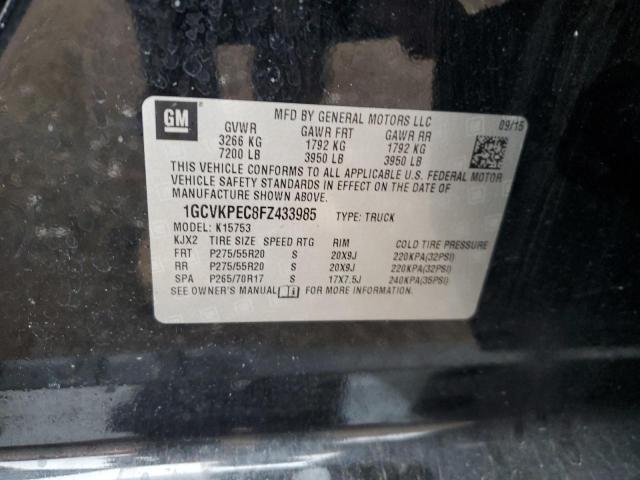 GM
MFD BY GENERAL MOTORS LLC
09/15
GVWR GAWR FRT GAWR RR
3266 KG 1792 KG 1792 KG
7200 LB 3950 LB 3950 LB
THIS VEHICLE CONFORMS TO ALL APPLICABLE U.S. FEDERAL MOTOR
VEHICLE SAFETY STANDARDS IN EFFECT ON THE DATE OF
MANUFACTURE SHOWN ABOVE.
1GCVKPEC8FZ433985 TYPE: TRUCK
MODEL: K15753
KJX2 TIRE SIZE SPEED RTG RIM COLD TIRE PRESSURE
FRT P275/55R20 S 20X9J 220KPA(32PSI)
RR P275/55R20 S 20X9J 220KPA(32PSI)
SPA P265/70R17 S 17X7.5J 240KPA(35PSI)
SEE OWNER'S MANUAL FOR MORE INFORMATION.